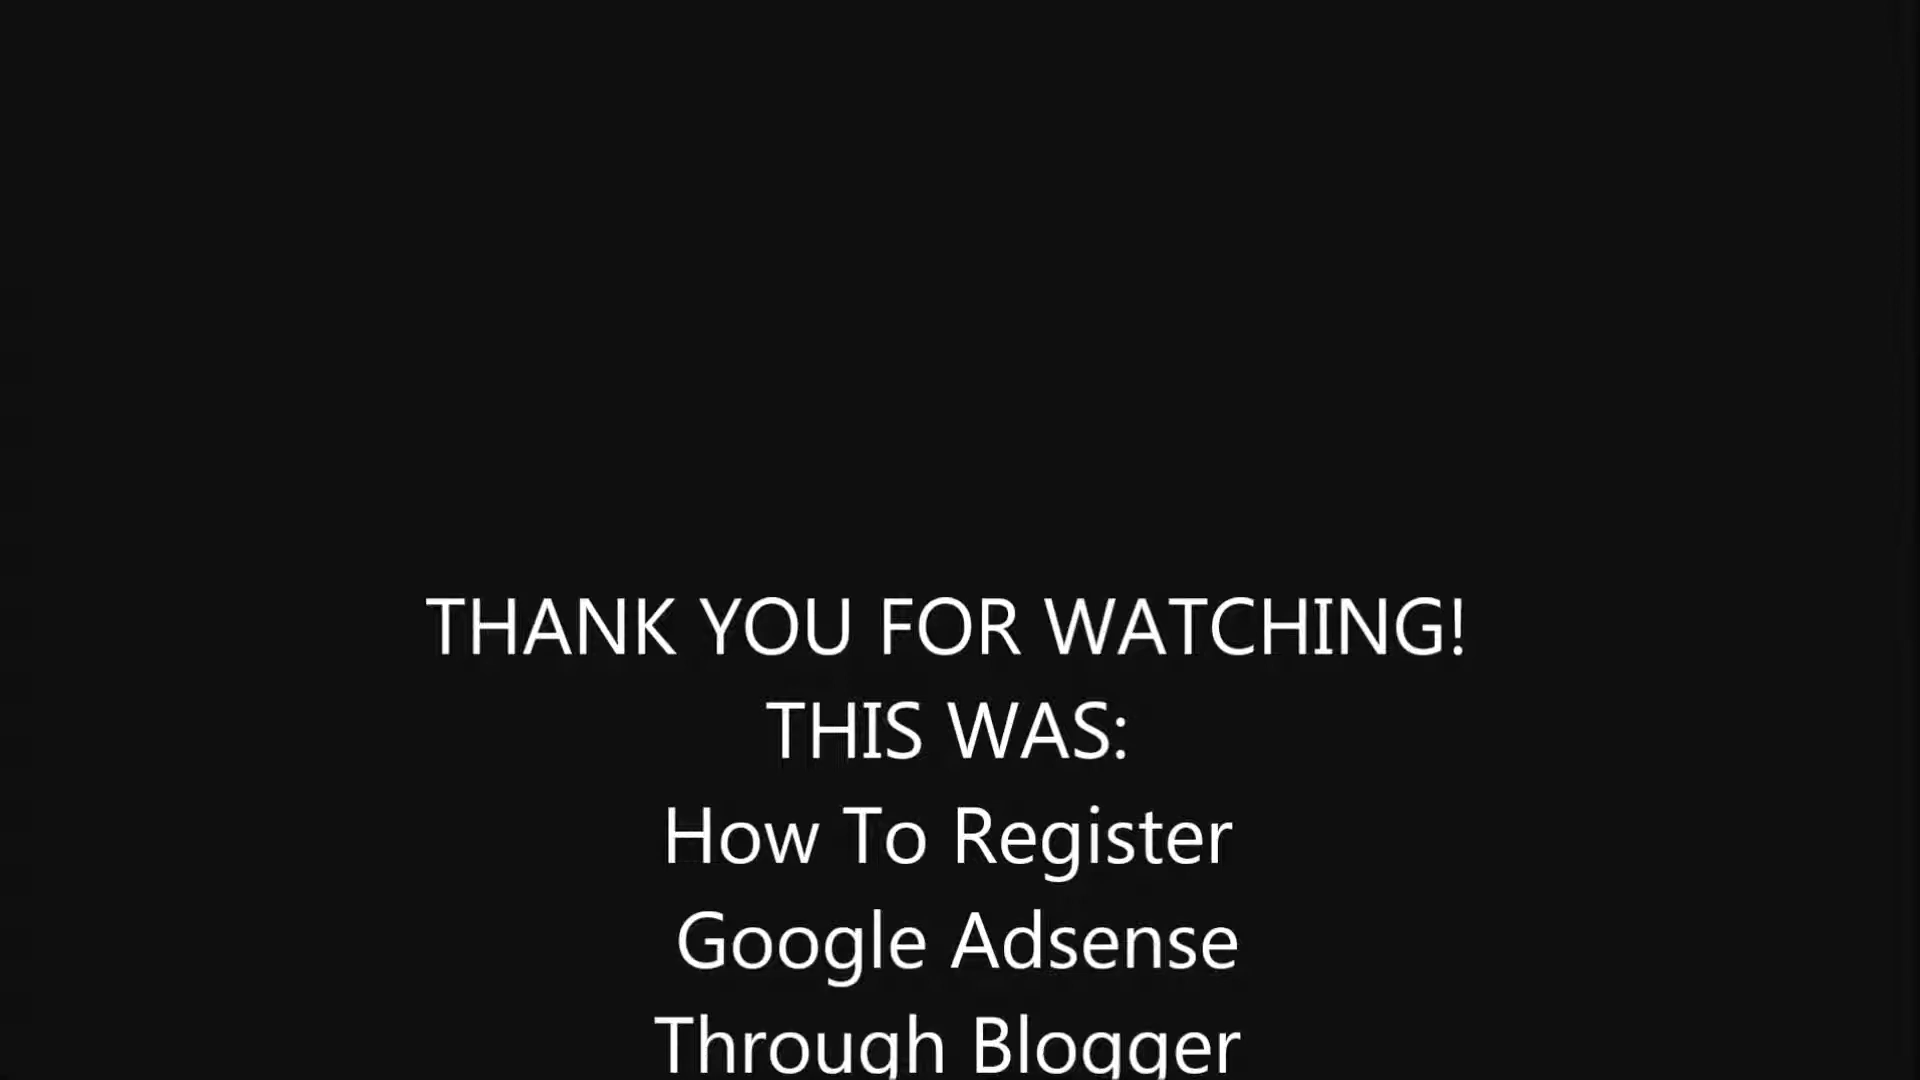 THANK YOU FOR WATCHING!
THIS WAS:
How To Register
Google Adsense
Through Blogger